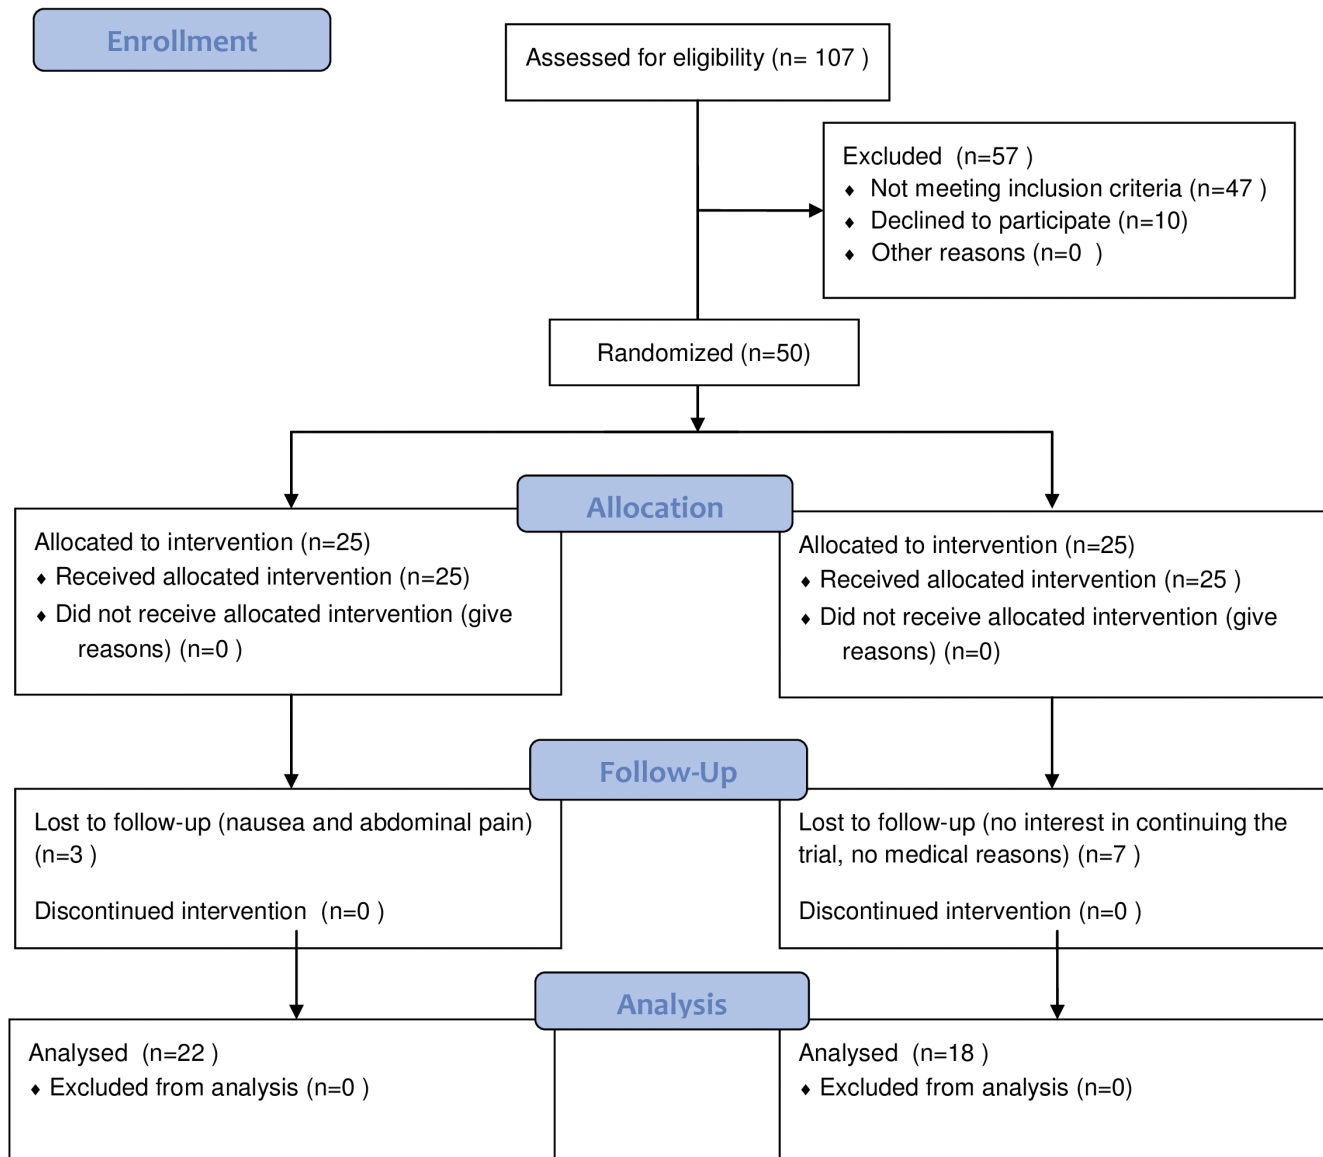 Enrollment
Assessed for eligibility (n= 107 )
Excluded  (n=57 )
♦ Not meeting inclusion criteria (n=47 )
♦ Declined to participate (n=10)
♦ Other reasons (n=0  )
Randomized (n=50)
Allocation
Allocated to intervention (n=25)
♦ Received allocated intervention (n=25)
♦ Did not receive allocated intervention (give
reasons) (n=0 )
Allocated to intervention (n=25)
♦ Received allocated intervention (n=25 )
♦ Did not receive allocated intervention (give
reasons) (n=0)
Follow-Up
Lost to follow-up (nausea and abdominal pain)
(n=3 )
Discontinued intervention  (n=0 )
Lost to follow-up (no interest in continuing the
trial, no medical reasons) (n=7 )
Discontinued intervention (n=0 )
Analysis
Analysed  (n=22 )
♦ Excluded from analysis (n=0 )
Analysed  (n=18 )
♦ Excluded from analysis (n=0)